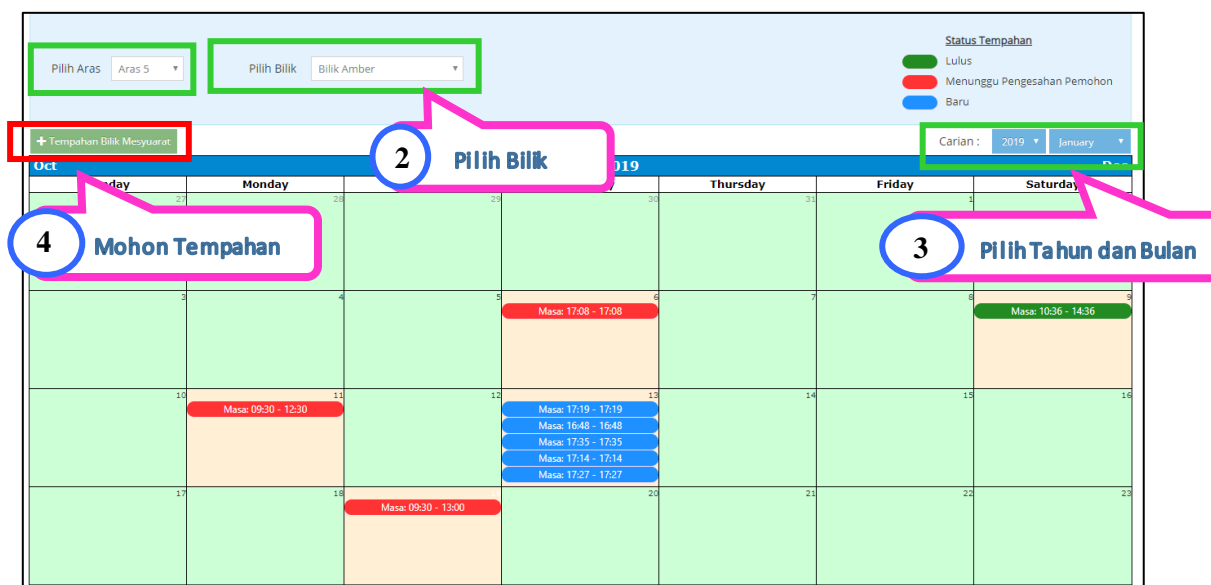 Status Tempahan
Pilih Aras Aras 5 Pilih Bilik Bilik Amber Lulus
Menunggu Pengesahan Pemohon
Baru
+ Tempahan Bilik Mesyuarat Carian : 2019 January
2 Pilih Bilik
Oct 019
Monday Thursday Friday Saturday
27 28 29 30 31 1
4 Mohon Tempahan
3 Pilih Tahun dan Bulan
3 4 5 6 7 8 9
Masa: 17:08 - 17:08 Masa: 10:36 - 14:36
10 11 12 13 14 15 16
Masa: 09:30 - 12:30 Masa: 17:19 - 17:19
Masa: 16:48 - 16:48
Masa: 17:35 - 17:35
Masa: 17:14 - 17:14
Masa: 17:27 - 17:27
17 18 20 21 22 23
Masa: 09:30 - 13:00